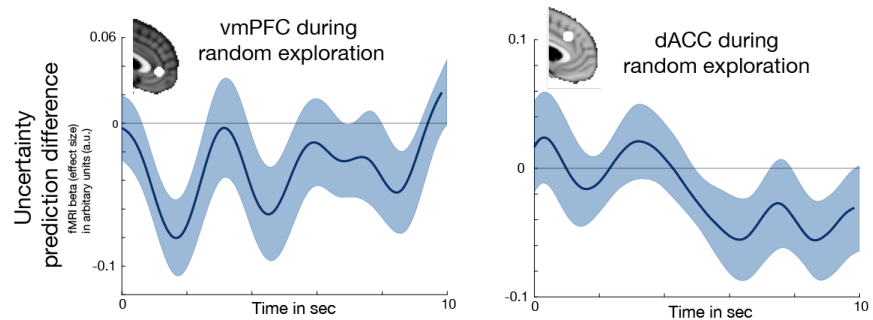 vmPFC during
random exploration
0.06
0
-0.1
Uncertainty
prediction difference
fMRI beta (effect size)
in arbitary units (a.u.)
0
Time in sec
10
dACC during
random exploration
0.1
0
-0.1
0
Time in sec
10